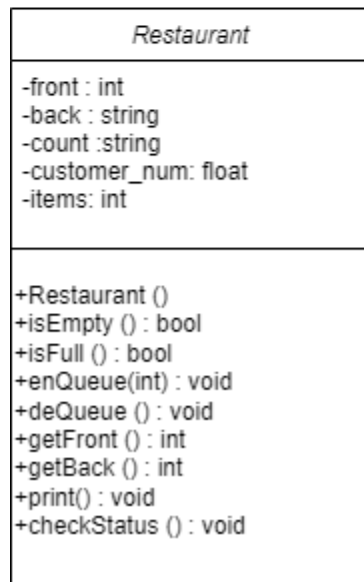 Restaurant
-front : int
-back : string
-count :string
-customer_num: float
-items: int
+Restaurant ()
+isEmpty () : bool
+isFull () : bool
+enQueue(int) : void
+deQueue () : void
+getFront () : int
+getBack () : int
+print() : void
+checkStatus () : void